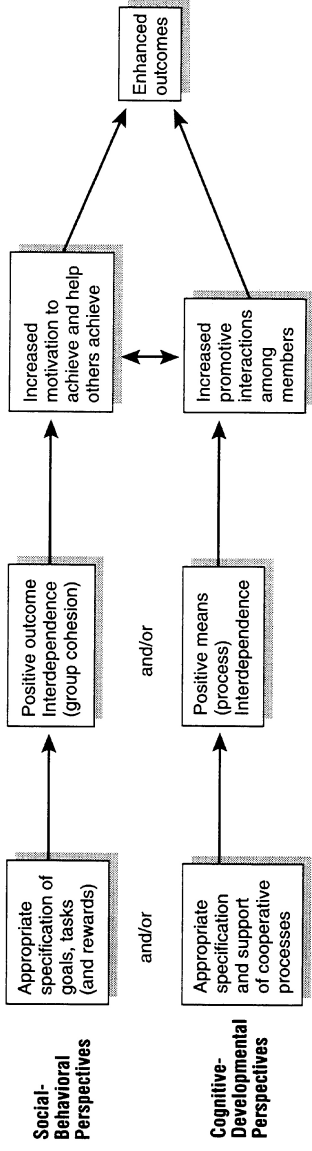 Social-
Behavioral
Perspectives
Appropriate
specification of
goals, tasks
(and rewards)
Positive outcome
Interdependence
(group cohesion)
Increased
motivation to
achieve and help
others achieve
Enhanced
outcomes
and/or
and/or
Cognitive-
Developmental
Perspectives
Appropriate
specification
and support
of cooperative
processes
Positive means
(process)
Interdependence
Increased
promotive
interactions
among
members